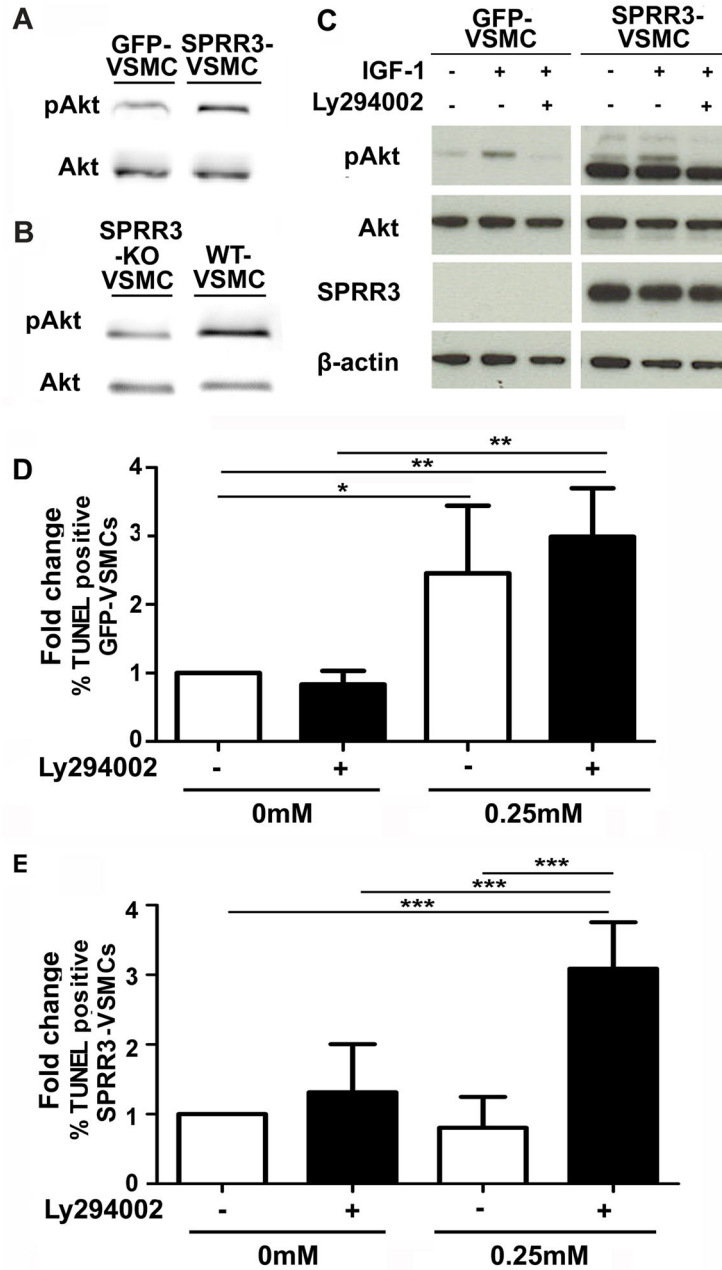 A
GFP-
VSMC
SPRR3-
VSMC
pAkt
Akt
B
SPRR3
-KO
VSMC
WT-
VSMC
pAkt
Akt
C
GFP-
VSMC
SPRR3-
VSMC
IGF-1 - + + - + +
Ly294002 - - + - - +
pAkt
Akt
SPRR3
β-actin
D
Fold change
% TUNEL positive
GFP-VSMCs
4
3
2
1
0
**
**
*
Ly294002 - + - +
0mM 0.25mM
E
Fold change
% TUNEL positive
SPRR3-VSMCs
4
3
2
1
0
***
***
***
Ly294002 - + - +
0mM 0.25mM